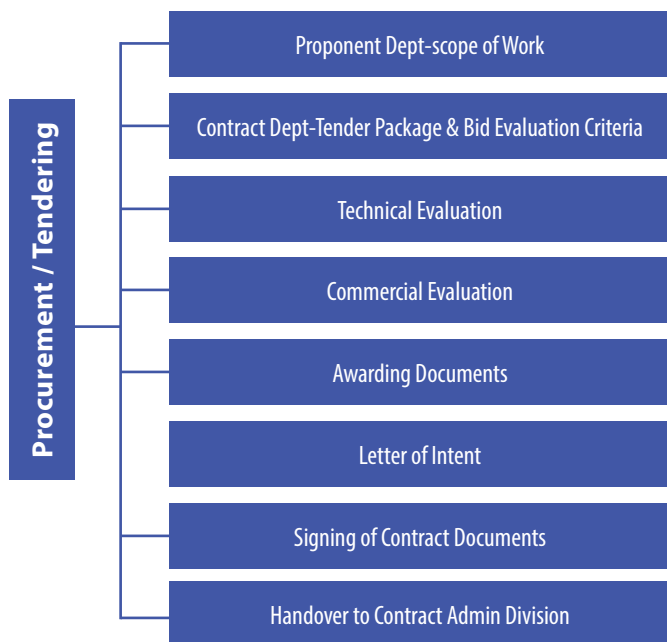 Procurement / Tendering
Proponent Dept-scope of Work
Contract Dept-Tender Package & Bid Evaluation Criteria
Technical Evaluation
Commercial Evaluation
Awarding Documents
Letter of Intent
Signing of Contract Documents
Handover to Contract Admin Division